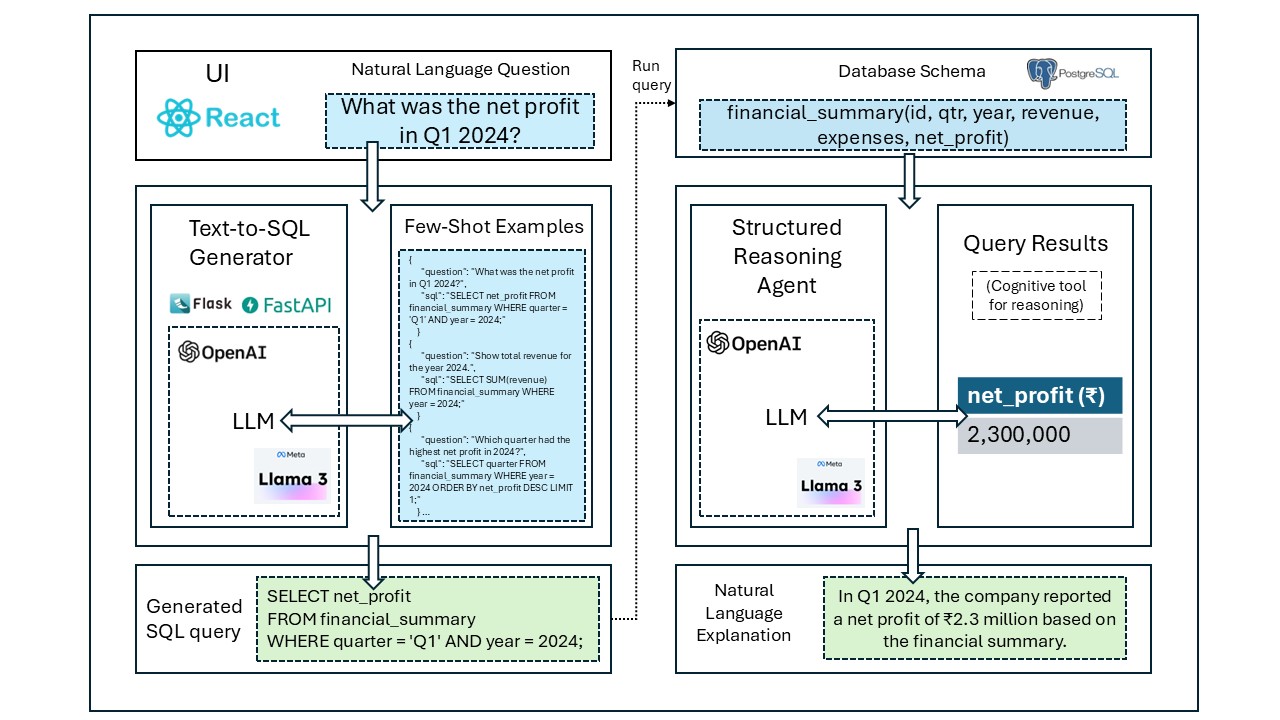 UI
React
Natural Language Question
What was the net profit
in Q1 2024?
Text-to-SQL
Generator
Flask
FastAPI
OpenAI
LLM
Meta
Llama 3
Few-Shot Examples
{
"question": "What was the net profit
in Q1 2024?",
"sql": "SELECT net_profit FROM
financial_summary WHERE quarter =
'Q1' AND year = 2024;"
}
{
"question": "Show total revenue for
the year 2024.",
"sql": "SELECT SUM(revenue)
FROM financial_summary WHERE
year = 2024;"
}
{
"question": "Which quarter had the
highest net profit in 2024?",
"sql": "SELECT quarter FROM
financial_summary WHERE year =
2024 ORDER BY net_profit DESC LIMIT
1;"
} ...
Generated
SQL query
SELECT net_profit
FROM financial_summary
WHERE quarter = 'Q1' AND year = 2024;
Run
query
Database Schema
PostgreSQL
financial_summary(id, qtr, year, revenue,
expenses, net_profit)
Structured
Reasoning
Agent
OpenAI
LLM
Meta
Llama 3
Query Results
(Cognitive tool
for reasoning)
net_profit (₹)
2,300,000
Natural
Language
Explanation
In Q1 2024, the company reported
a net profit of ₹2.3 million based on
the financial summary.